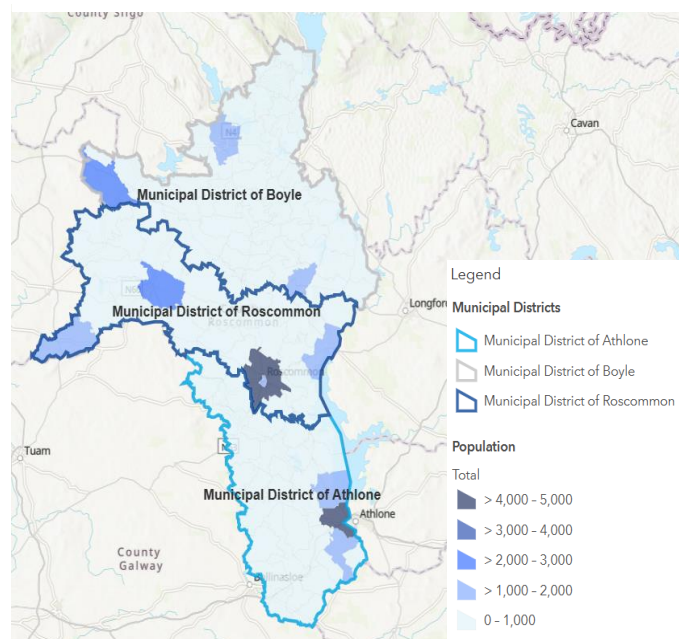 County Sligo
N4
Cavan
Municipal District of Boyle
Municipal District of Roscommon
Roscommon
Longfor
Roscommon
Tuam
Municipal District of Athlone
Athlone
County
Galway
Ballinasloe
Legend
Municipal Districts
Municipal District of Athlone
Municipal District of Boyle
Municipal District of Roscommon
Population
Total
> 4,000 – 5,000
> 3,000 – 4,000
> 2,000 – 3,000
> 1,000 – 2,000
0 – 1,000